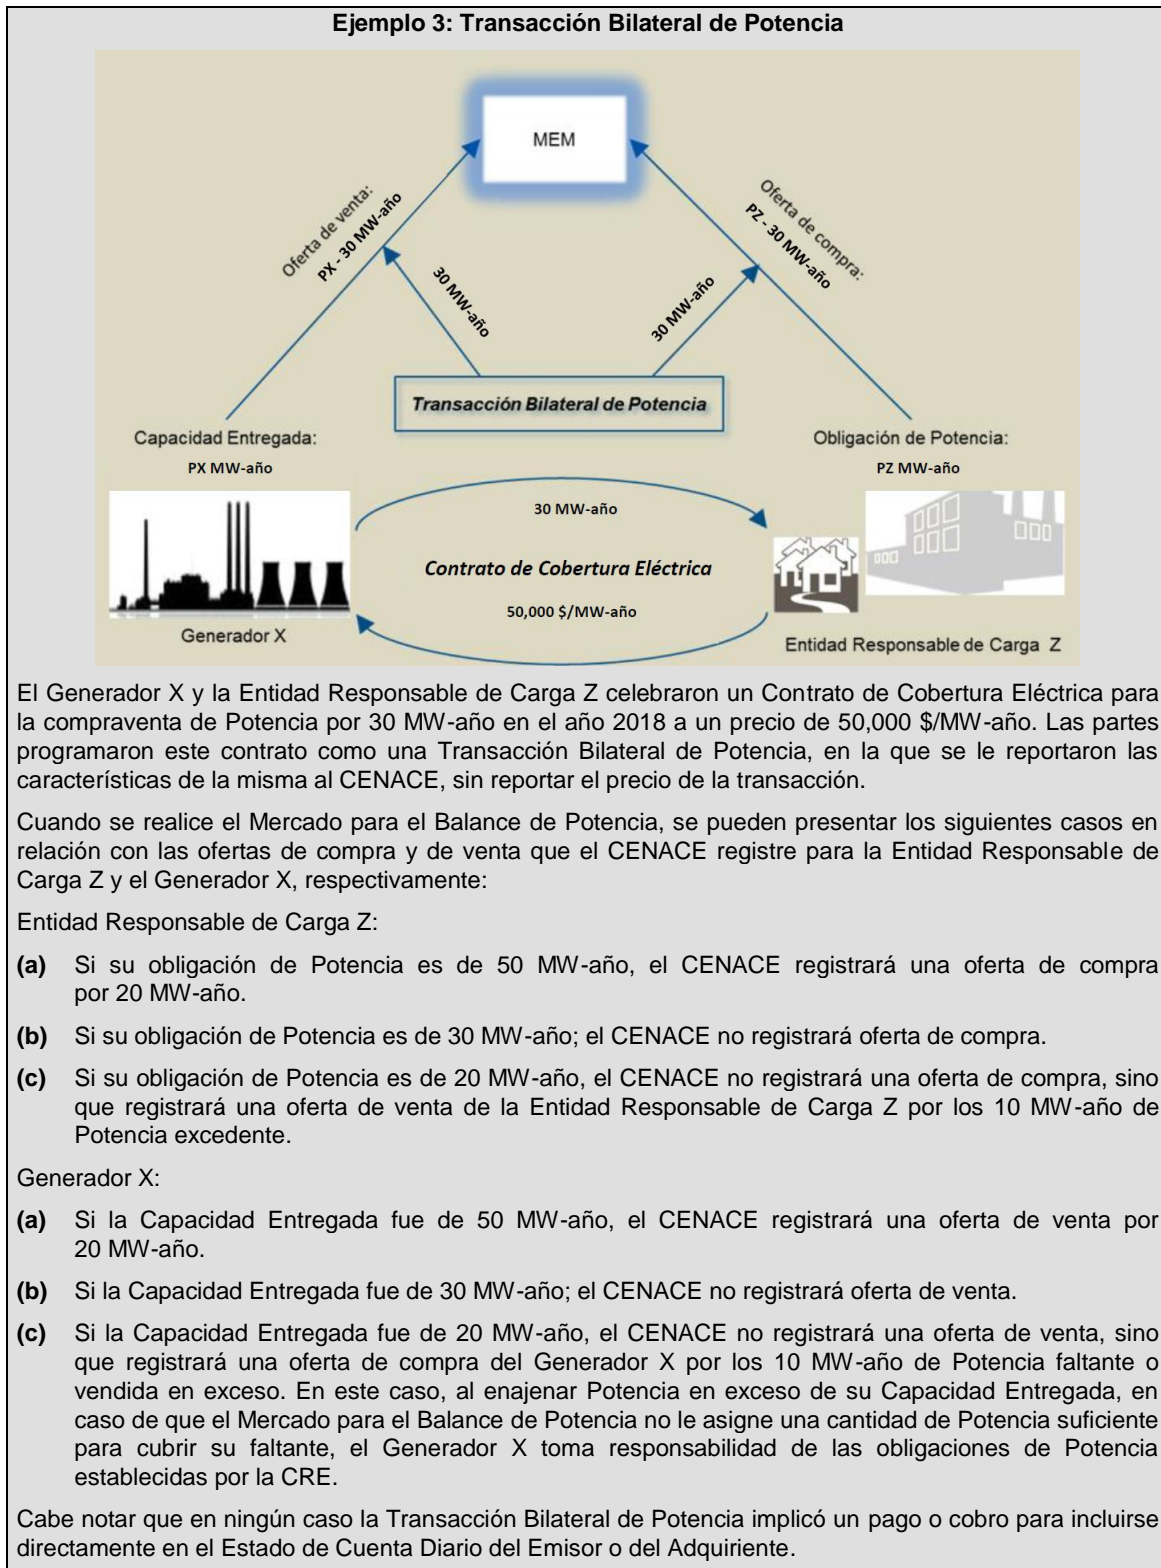 Ejemplo 3: Transacción Bilateral de Potencia
MEM
Oferta de venta:
PX - 30 MW-año
Oferta de compra:
PZ - 30 MW-año
30 MW-año
30 MW-año
Transacción Bilateral de Potencia
Capacidad Entregada:
PX MW-año
Obligación de Potencia:
PZ MW-año
30 MW-año
Contrato de Cobertura Eléctrica
50,000 $/MW-año
Generador X
Entidad Responsable de Carga Z
El Generador X y la Entidad Responsable de Carga Z celebraron un Contrato de Cobertura Eléctrica para
la compraventa de Potencia por 30 MW-año en el año 2018 a un precio de 50,000 $/MW-año. Las partes
programaron este contrato como una Transacción Bilateral de Potencia, en la que se le reportaron las
características de la misma al CENACE, sin reportar el precio de la transacción.
Cuando se realice el Mercado para el Balance de Potencia, se pueden presentar los siguientes casos en
relación con las ofertas de compra y de venta que el CENACE registre para la Entidad Responsable de
Carga Z y el Generador X, respectivamente:
Entidad Responsable de Carga Z:
(a) Si su obligación de Potencia es de 50 MW-año, el CENACE registrará una oferta de compra
por 20 MW-año.
(b) Si su obligación de Potencia es de 30 MW-año; el CENACE no registrará oferta de compra.
(c) Si su obligación de Potencia es de 20 MW-año, el CENACE no registrará una oferta de compra, sino
que registrará una oferta de venta de la Entidad Responsable de Carga Z por los 10 MW-año de
Potencia excedente.
Generador X:
(a) Si la Capacidad Entregada fue de 50 MW-año, el CENACE registrará una oferta de venta por
20 MW-año.
(b) Si la Capacidad Entregada fue de 30 MW-año; el CENACE no registrará oferta de venta.
(c) Si la Capacidad Entregada fue de 20 MW-año, el CENACE no registrará una oferta de venta, sino
que registrará una oferta de compra del Generador X por los 10 MW-año de Potencia faltante o
vendida en exceso. En este caso, al enajenar Potencia en exceso de su Capacidad Entregada, en
caso de que el Mercado para el Balance de Potencia no le asigne una cantidad de Potencia suficiente
para cubrir su faltante, el Generador X toma responsabilidad de las obligaciones de Potencia
establecidas por la CRE.
Cabe notar que en ningún caso la Transacción Bilateral de Potencia implicó un pago o cobro para incluirse
directamente en el Estado de Cuenta Diario del Emisor o del Adquiriente.